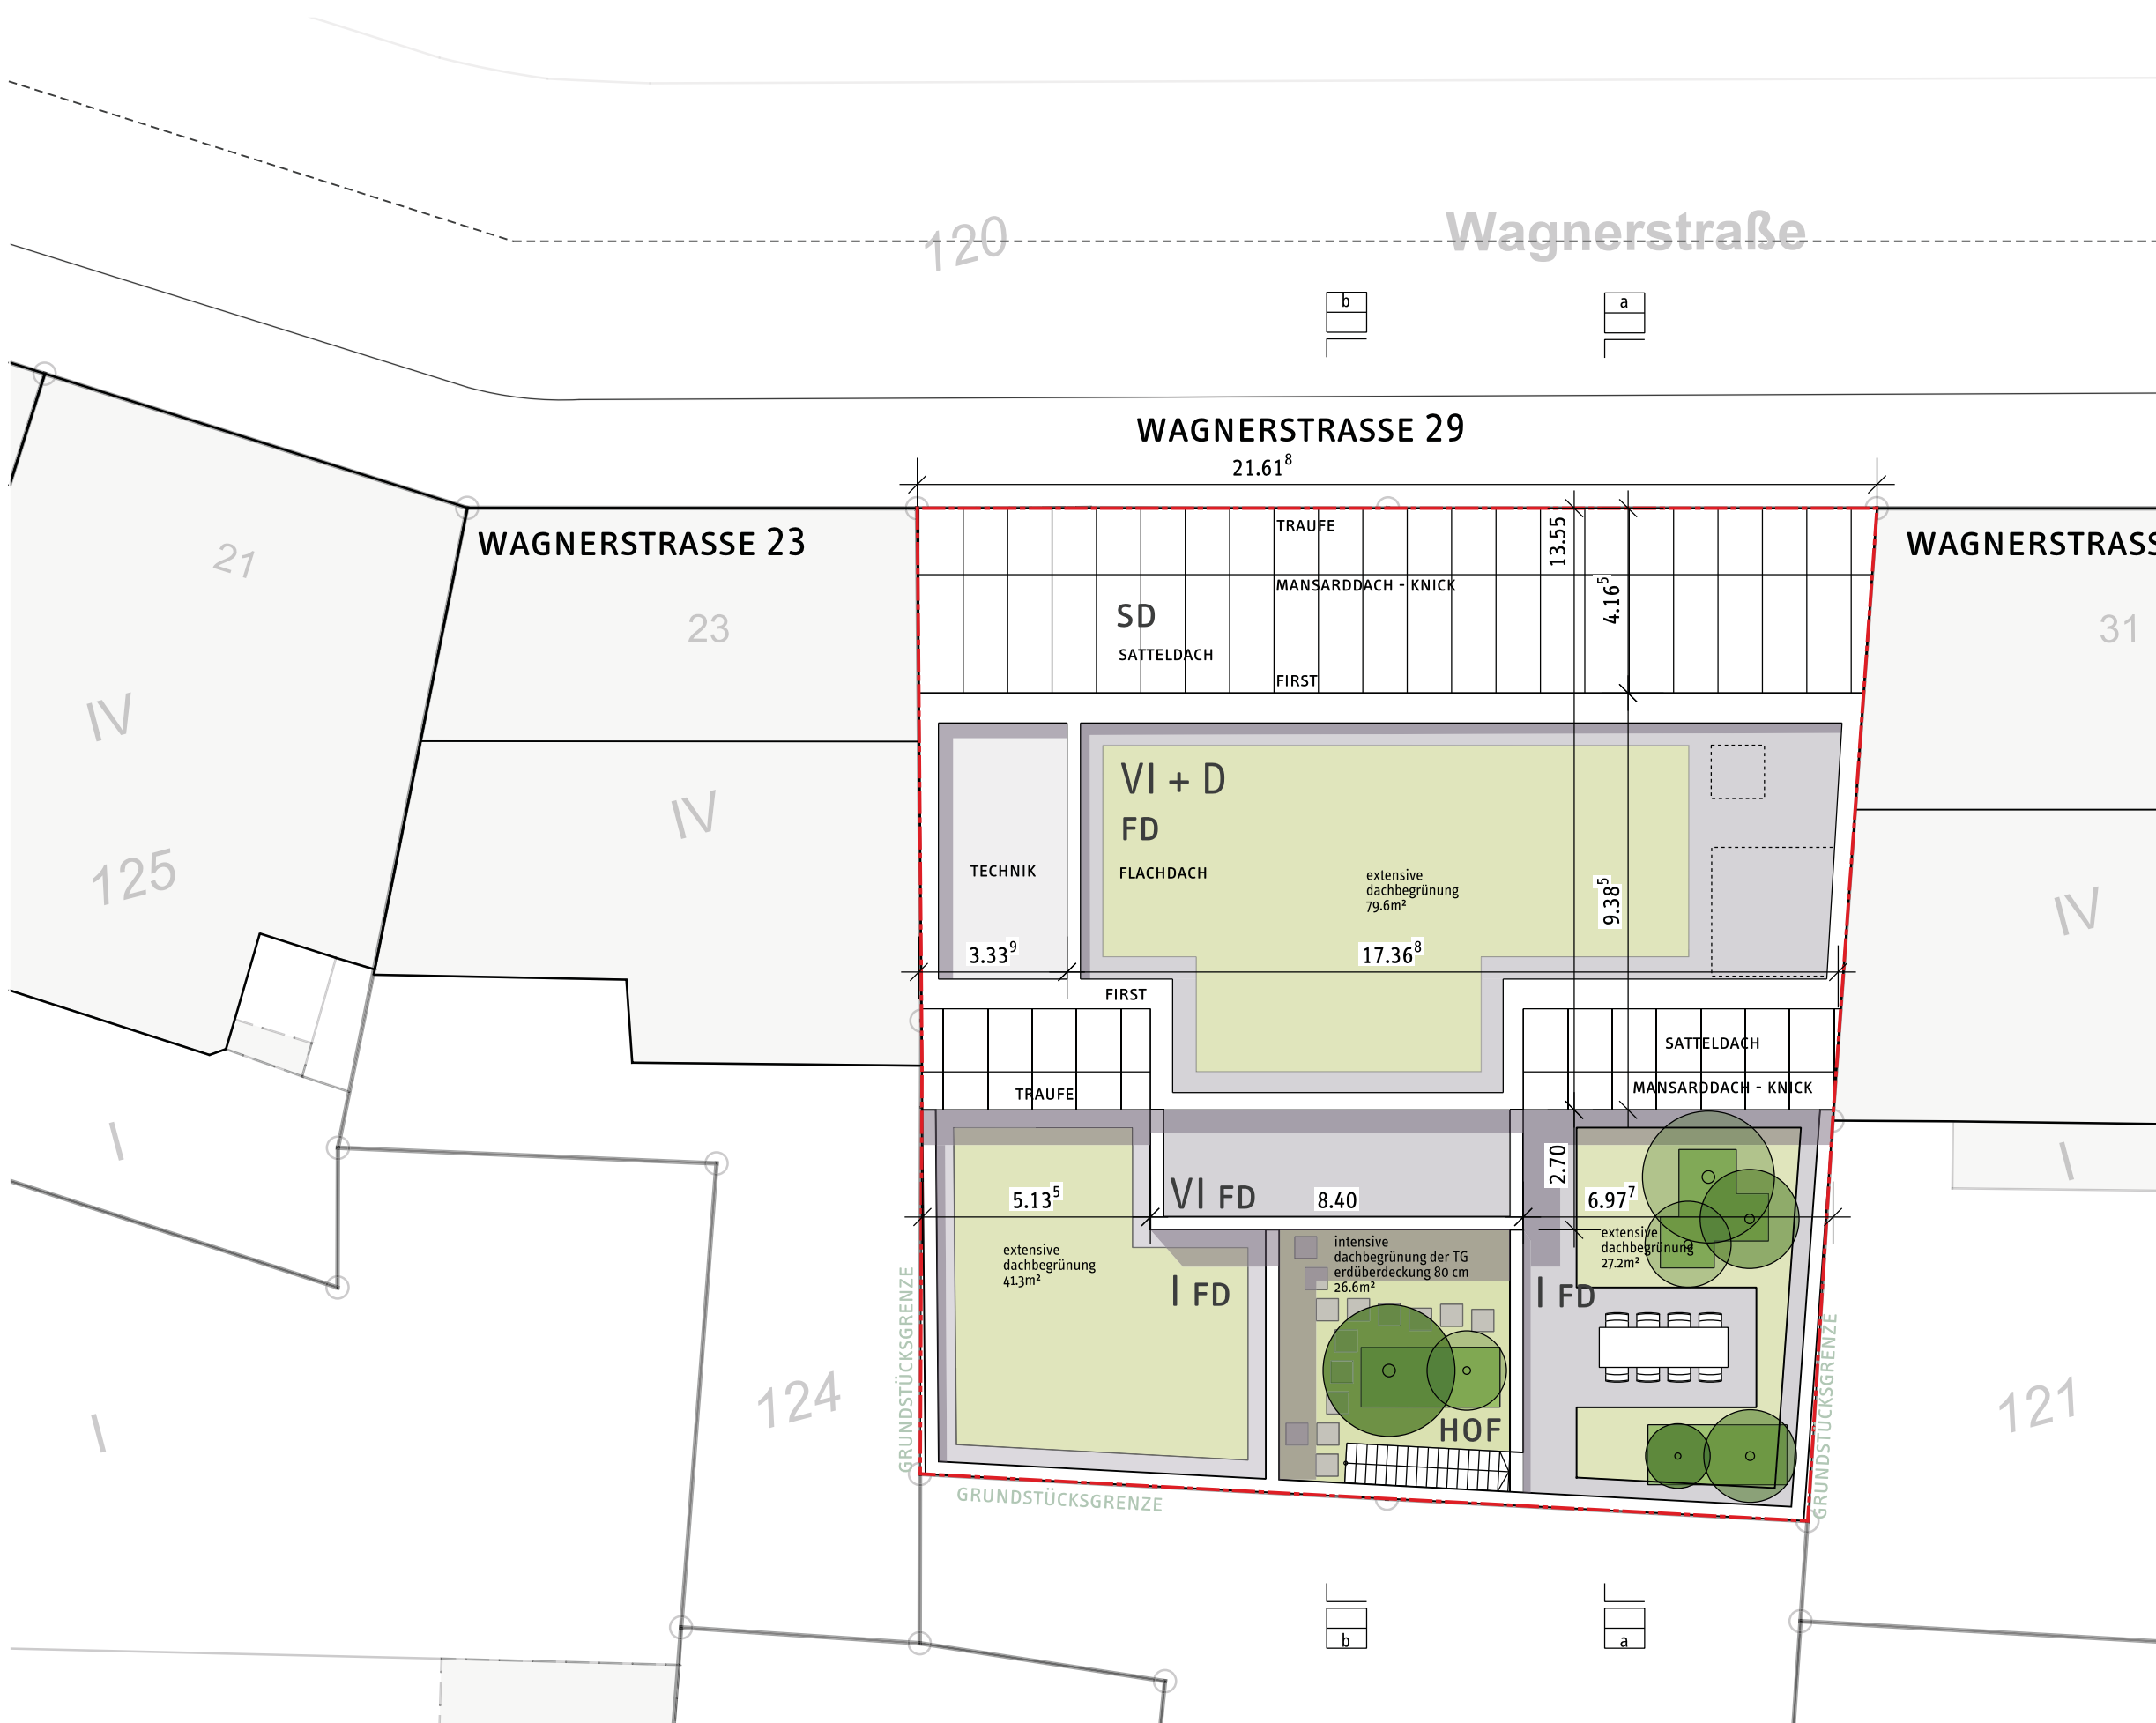 120
Wagnerstraße
b
a
WAGNERSTRASSE 29
21.61⁸
WAGNERSTRASSE 23
WAGNERSTRASS
21
23
31
TRAUFE
MANSARDDACH - KNICK
13.55
4.16⁵
SD
SATTELDACH
FIRST
IV
IV
IV
125
VI + D
FD
FLACHDACH
TECHNIK
extensive
dachbegrünung
79.6m²
9.38⁵
3.33⁹
17.36⁸
FIRST
SATTELDACH
TRAUFE
MANSARDDACH - KNICK
I
I
2.70
5.13⁵
VI FD
8.40
6.97⁷
extensive
dachbegrünung
41.3m²
intensive
dachbegrünung der TG
erdüberdeckung 80 cm
26.6m²
extensive
dachbegrünung
27.2m²
I FD
I FD
GRUNDSTÜCKSGRENZE
GRUNDSTÜCKSGRENZE
I
124
121
HOF
GRUNDSTÜCKSGRENZE
b
a